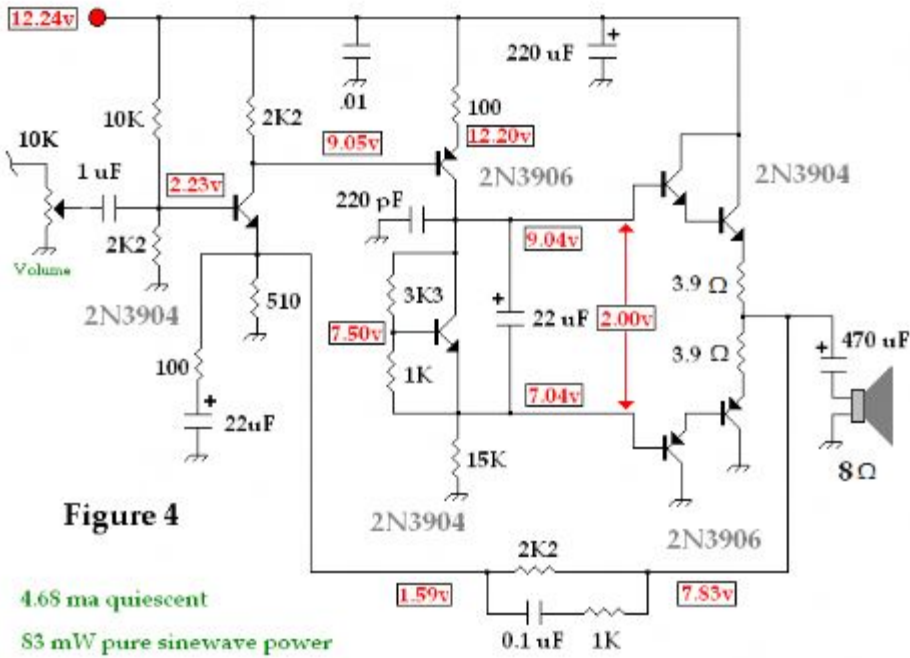 12.24v
220 uF
.01
10K
2K2
100
10K
9.05v
12.20v
1 uF
2.23v
2N3906
2N3904
220 pF
9.04v
2K2
Volume
510
3K3
3.9 Ω
2N3904
7.50v
22 uF
2.00v
470 uF
3.9 Ω
100
1K
7.04v
22uF
15K
8 Ω
Figure 4
2N3904
2N3906
2K2
4.68 ma quiescent
1.59v
7.83v
83 mW pure sinewave power
0.1 uF
1K